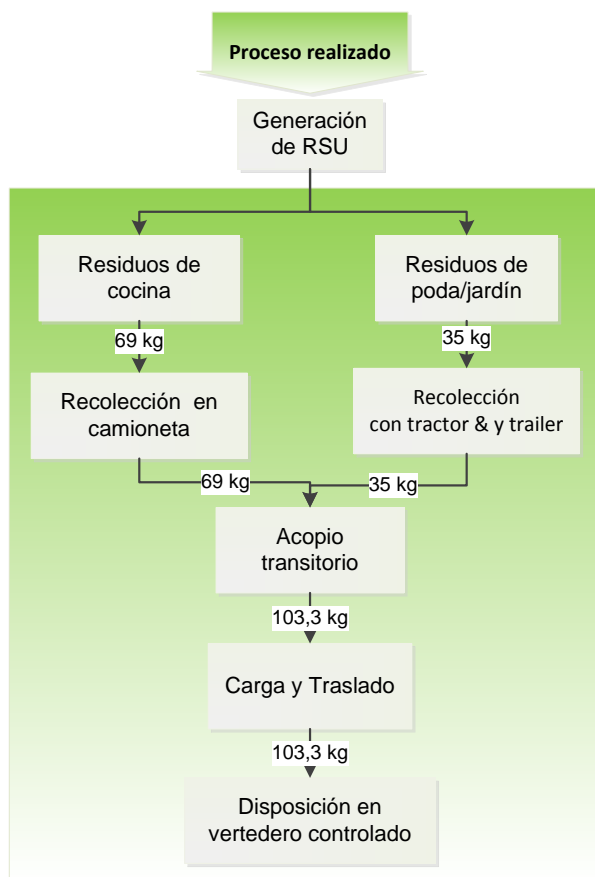 Proceso realizado
Generación
de RSU
Residuos de
cocina
Residuos de
poda/jardín
69 kg
35 kg
Recolección en
camioneta
Recolección
con tractor & y trailer
69 kg
35 kg
Acopio
transitorio
103,3 kg
Carga y Traslado
103,3 kg
Disposición en
vertedero controlado